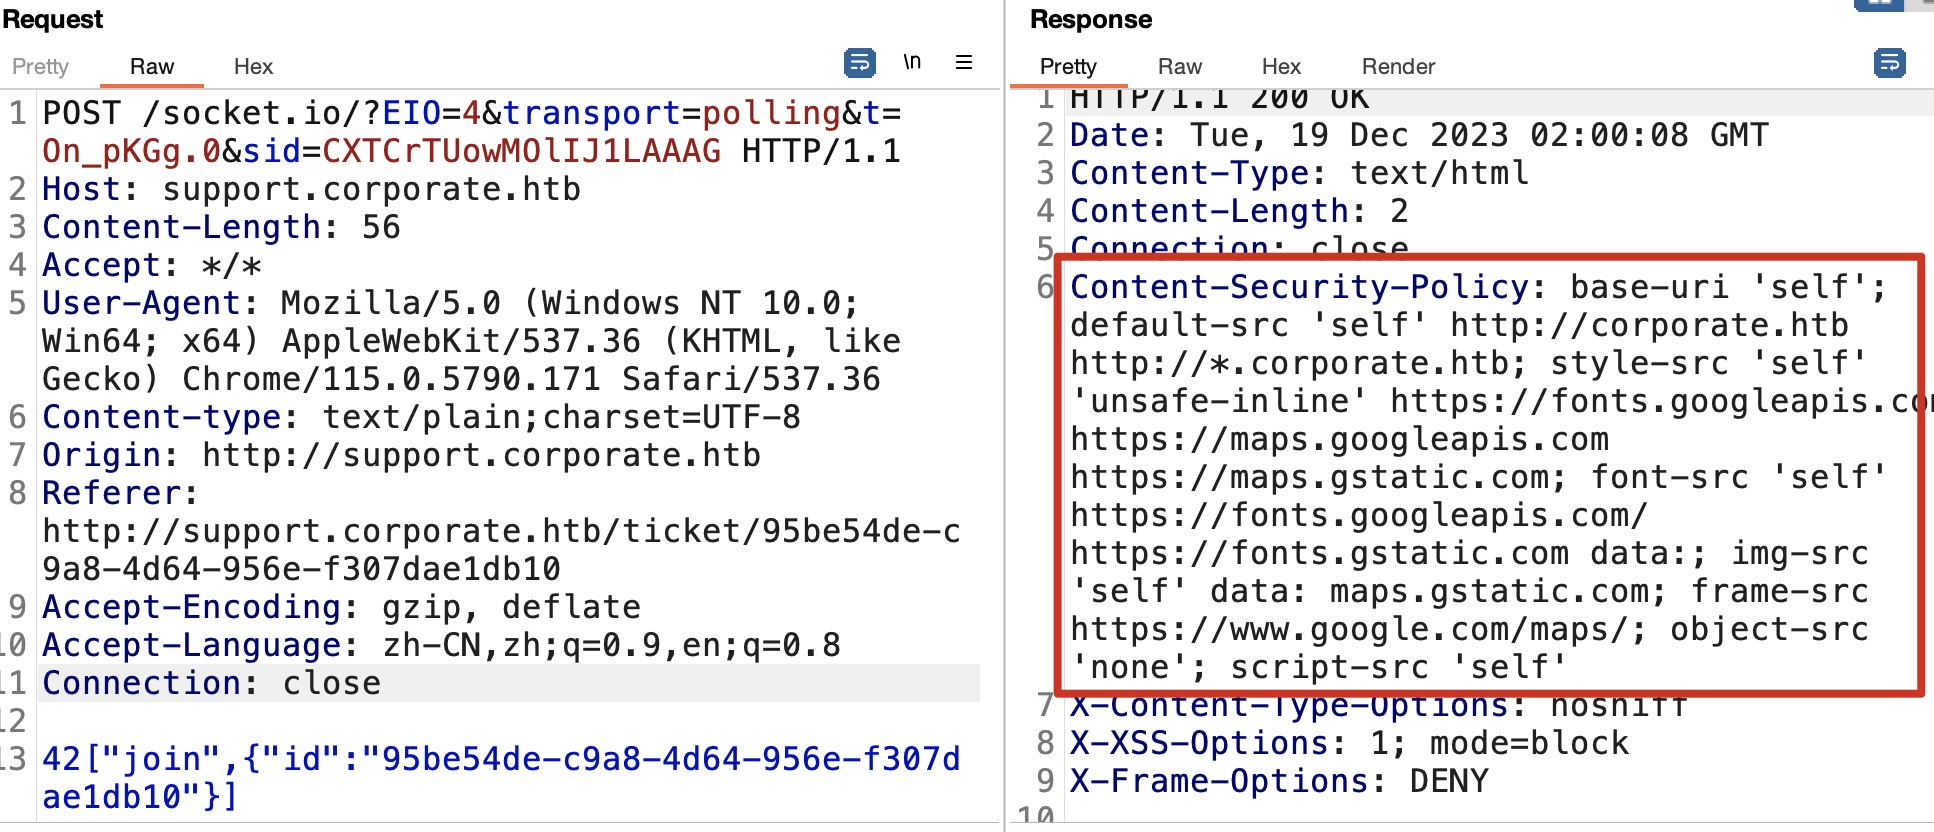 Request
Pretty Raw Hex \n
1 POST /socket.io/?EIO=4&transport=polling&t=
On_pKGg.0&sid=CXTCrTUowMOlIJ1LAAAG HTTP/1.1
2 Host: support.corporate.htb
3 Content-Length: 56
4 Accept: */*
5 User-Agent: Mozilla/5.0 (Windows NT 10.0;
Win64; x64) AppleWebKit/537.36 (KHTML, like
Gecko) Chrome/115.0.5790.171 Safari/537.36
6 Content-type: text/plain;charset=UTF-8
7 Origin: http://support.corporate.htb
8 Referer:
http://support.corporate.htb/ticket/95be54de-c
9a8-4d64-956e-f307dae1db10
9 Accept-Encoding: gzip, deflate
10 Accept-Language: zh-CN,zh;q=0.9,en;q=0.8
11 Connection: close
12
13 42["join",{"id":"95be54de-c9a8-4d64-956e-f307d
ae1db10"}]
Response
Pretty Raw Hex Render
1 HTTP/1.1 200 OK
2 Date: Tue, 19 Dec 2023 02:00:08 GMT
3 Content-Type: text/html
4 Content-Length: 2
5 Connection: close
6 Content-Security-Policy: base-uri 'self';
default-src 'self' http://corporate.htb
http://*.corporate.htb; style-src 'self'
'unsafe-inline' https://fonts.googleapis.com
https://maps.googleapis.com
https://maps.gstatic.com; font-src 'self'
https://fonts.googleapis.com/
https://fonts.gstatic.com data:; img-src
'self' data: maps.gstatic.com; frame-src
https://www.google.com/maps/; object-src
'none'; script-src 'self'
7 X-Content-Type-Options: nosniff
8 X-XSS-Options: 1; mode=block
9 X-Frame-Options: DENY
10